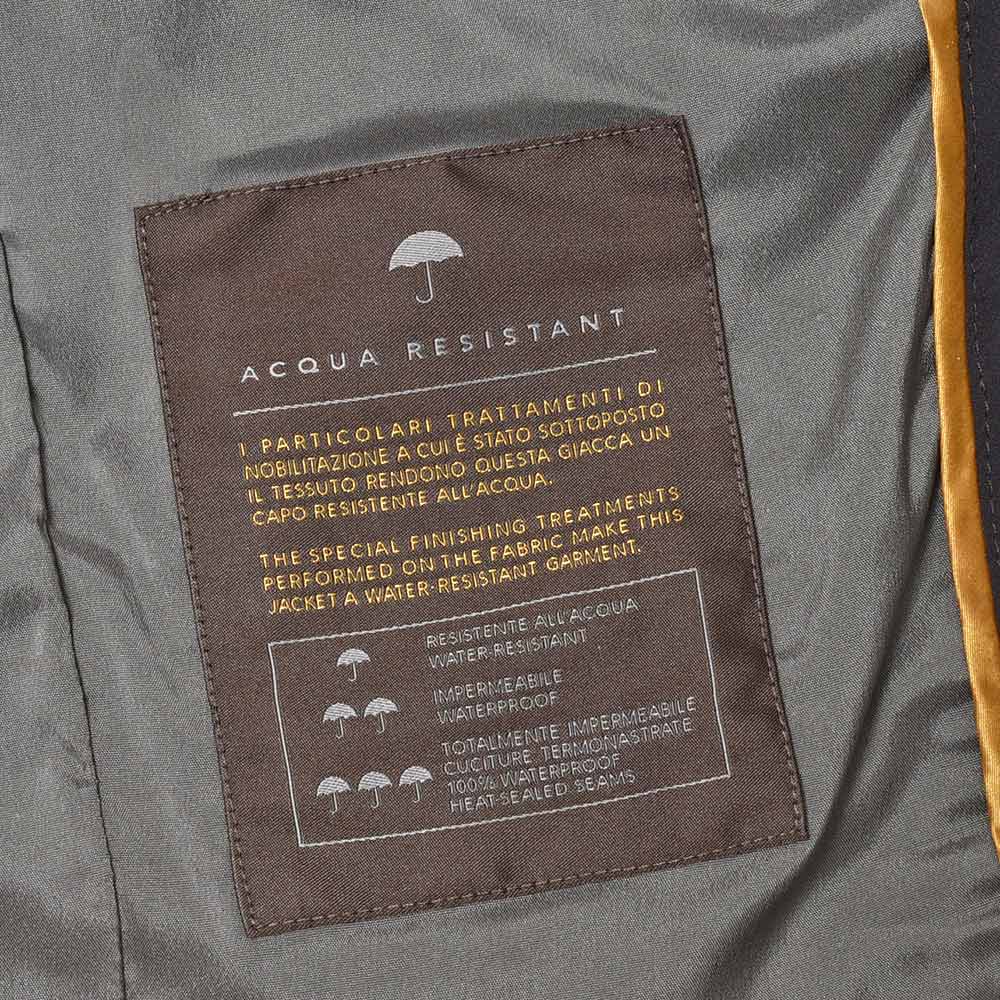 ACQUA RESISTANT
I PARTICOLARI TRATTAMENTI DI
NOBILITAZIONE A CUI È STATO SOTTOPOSTO
IL TESSUTO RENDONO QUESTA GIACCA UN
CAPO RESISTENTE ALL'ACQUA.
THE SPECIAL FINISHING TREATMENTS
PERFORMED ON THE FABRIC MAKE THIS
JACKET A WATER-RESISTANT GARMENT.
RESISTENTE ALL'ACQUA
WATER-RESISTANT
IMPERMEABILE
WATERPROOF
TOTALMENTE IMPERMEABILE
CUCITURE TERMONASTRATE
100% WATERPROOF
HEAT-SEALED SEAMS